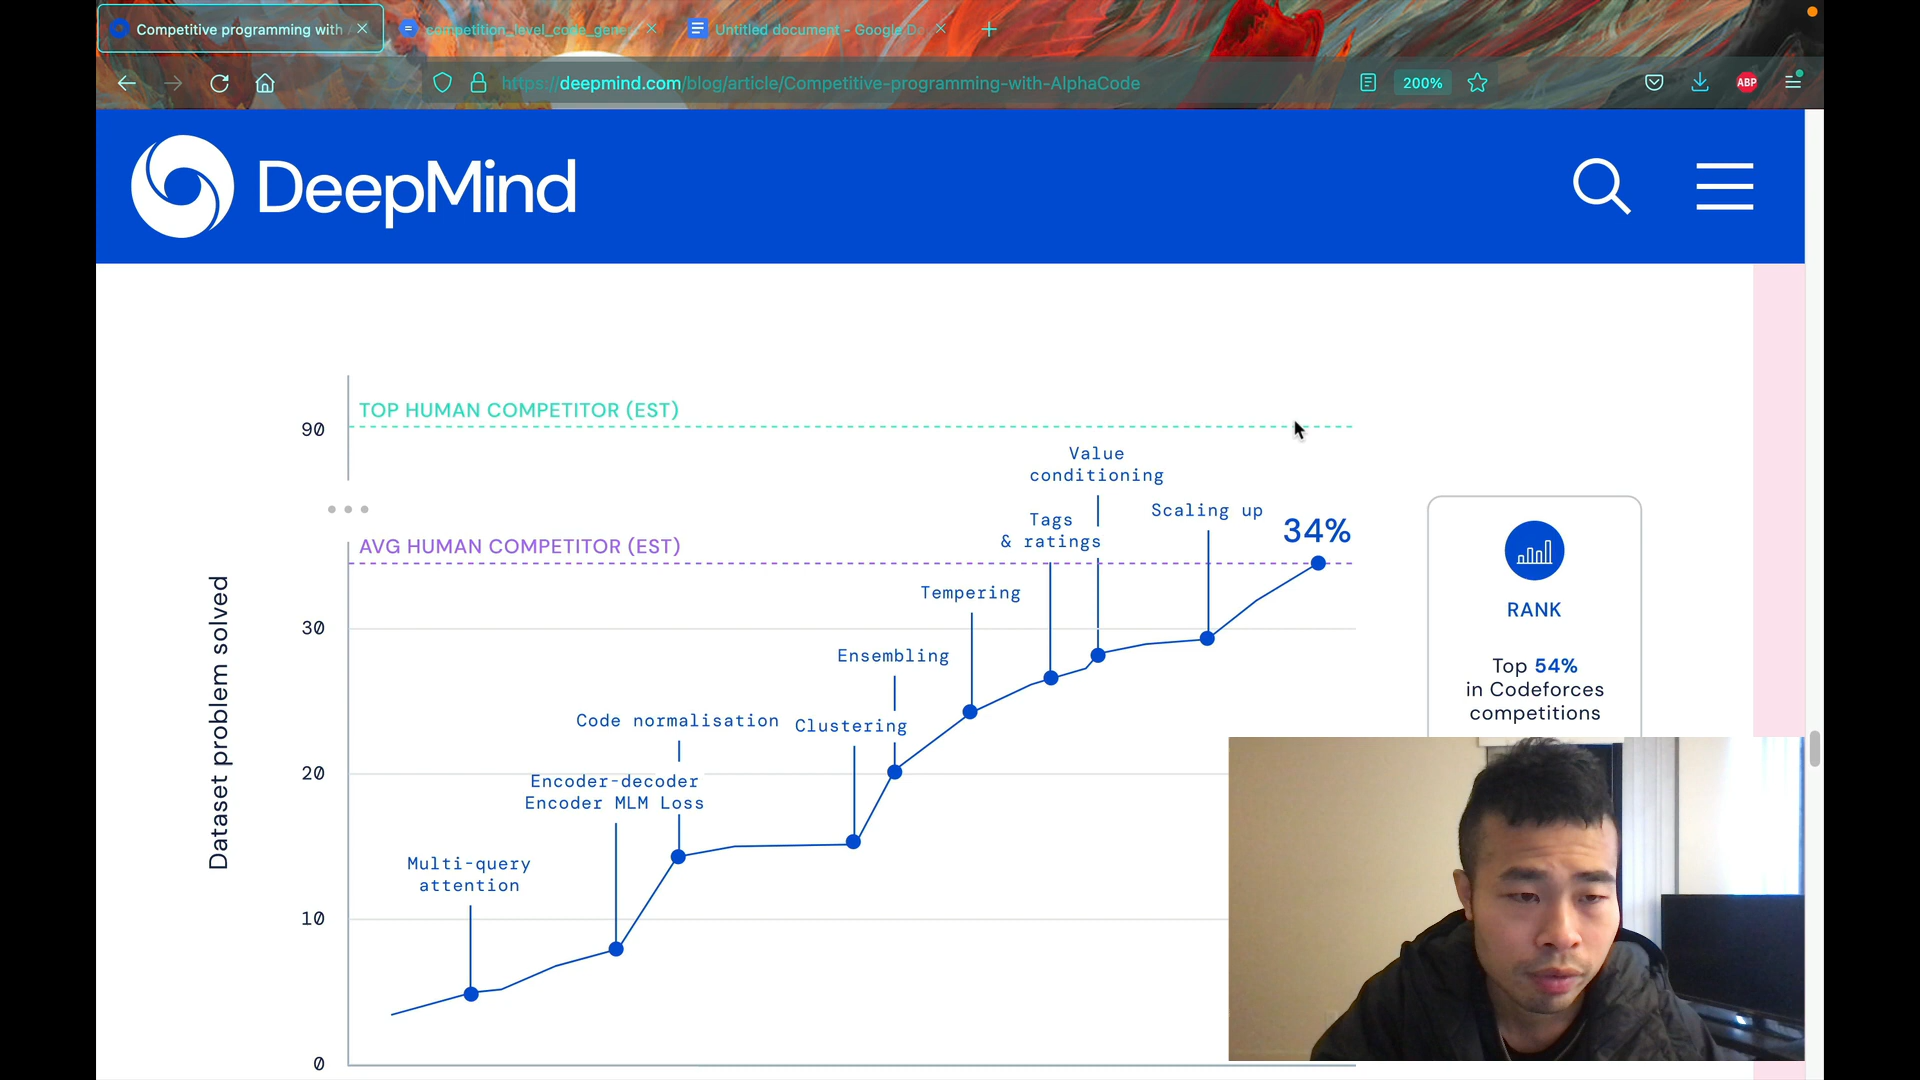 Competitive programming with
competition_level_code_gene
Untitled document - Google Do
https://deepmind.com/blog/article/Competitive-programming-with-AlphaCode
200%
ABP
DeepMind
TOP HUMAN COMPETITOR (EST)
90
Value
conditioning
Scaling up
34%
Tags
& ratings
AVG HUMAN COMPETITOR (EST)
Tempering
30
Ensembling
Code normalisation
Clustering
20
Encoder-decoder
Encoder MLM Loss
Multi-query
attention
10
0
Dataset problem solved
RANK
Top 54%
in Codeforces
competitions